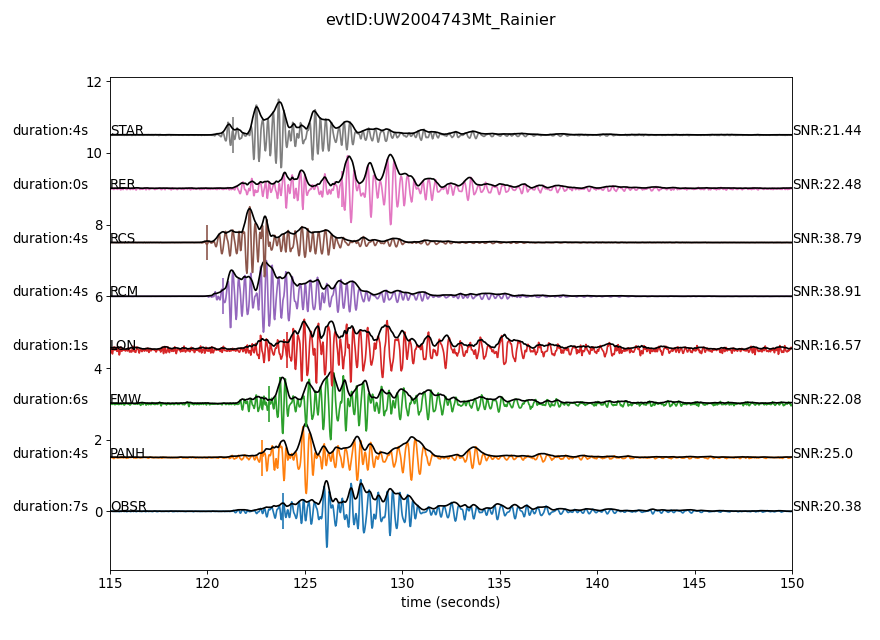 evtID:UW2004743Mt_Rainier
12
duration:4s STAR SNR:21.44
10
duration:0s RER SNR:22.48
8
duration:4s RCS SNR:38.79
duration:4s RCM SNR:38.91
6
duration:1s LON SNR:16.57
4
duration:6s FMW SNR:22.08
2
duration:4s PANH SNR:25.0
duration:7s OBSR SNR:20.38
0
115 120 125 130 135 140 145 150
time (seconds)